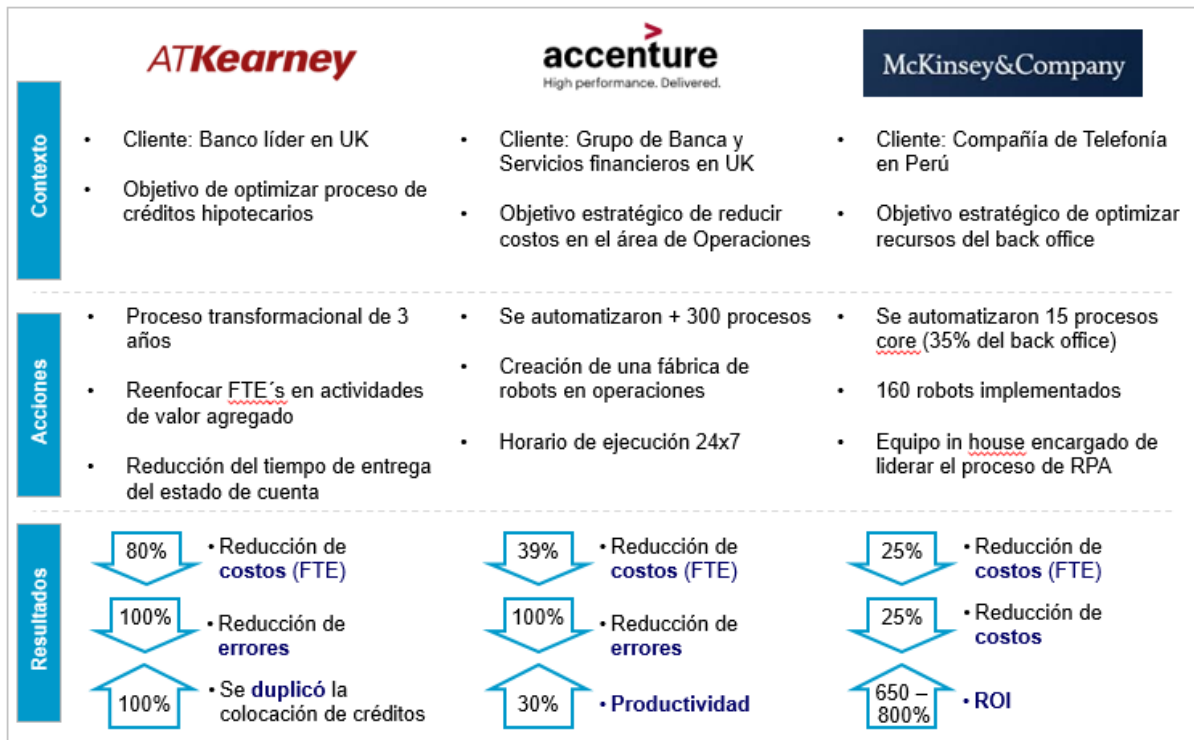 ATKearney
accenture
High performance. Delivered.
McKinsey&Company
Contexto
• Cliente: Banco líder en UK
• Objetivo de optimizar proceso de
créditos hipotecarios
• Cliente: Grupo de Banca y
Servicios financieros en UK
• Objetivo estratégico de reducir
costos en el área de Operaciones
• Cliente: Compañía de Telefonía
en Perú
• Objetivo estratégico de optimizar
recursos del back office
Acciones
• Proceso transformacional de 3
años
• Reenfocar FTE´s en actividades
de valor agregado
• Reducción del tiempo de entrega
del estado de cuenta
• Se automatizaron + 300 procesos
• Creación de una fábrica de
robots en operaciones
• Horario de ejecución 24x7
• Se automatizaron 15 procesos
core (35% del back office)
• 160 robots implementados
• Equipo in house encargado de
liderar el proceso de RPA
Resultados
80%
• Reducción de
costos (FTE)
100%
• Reducción de
errores
100%
• Se duplicó la
colocación de créditos
39%
• Reducción de
costos (FTE)
100%
• Reducción de
errores
30%
• Productividad
25%
• Reducción de
costos (FTE)
25%
• Reducción de
costos
650 –
800%
• ROI